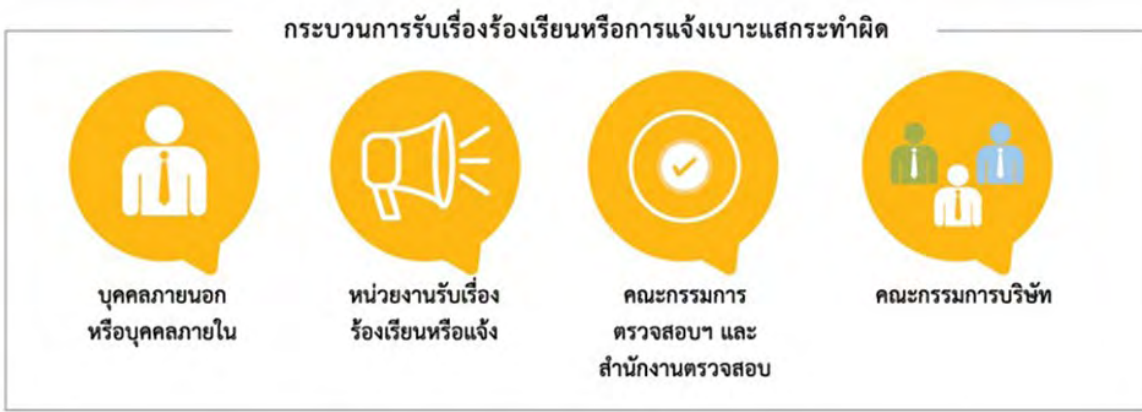 กระบวนการรับเรื่องร้องเรียนหรือการแจ้งเบาะแสกระทำผิด
บุคคลภายนอก
หรือบุคคลภายใน
หน่วยงานรับเรื่อง
ร้องเรียนหรือแจ้ง
คณะกรรมการ
ตรวจสอบฯ และ
สำนักงานตรวจสอบ
คณะกรรมการบริษัท